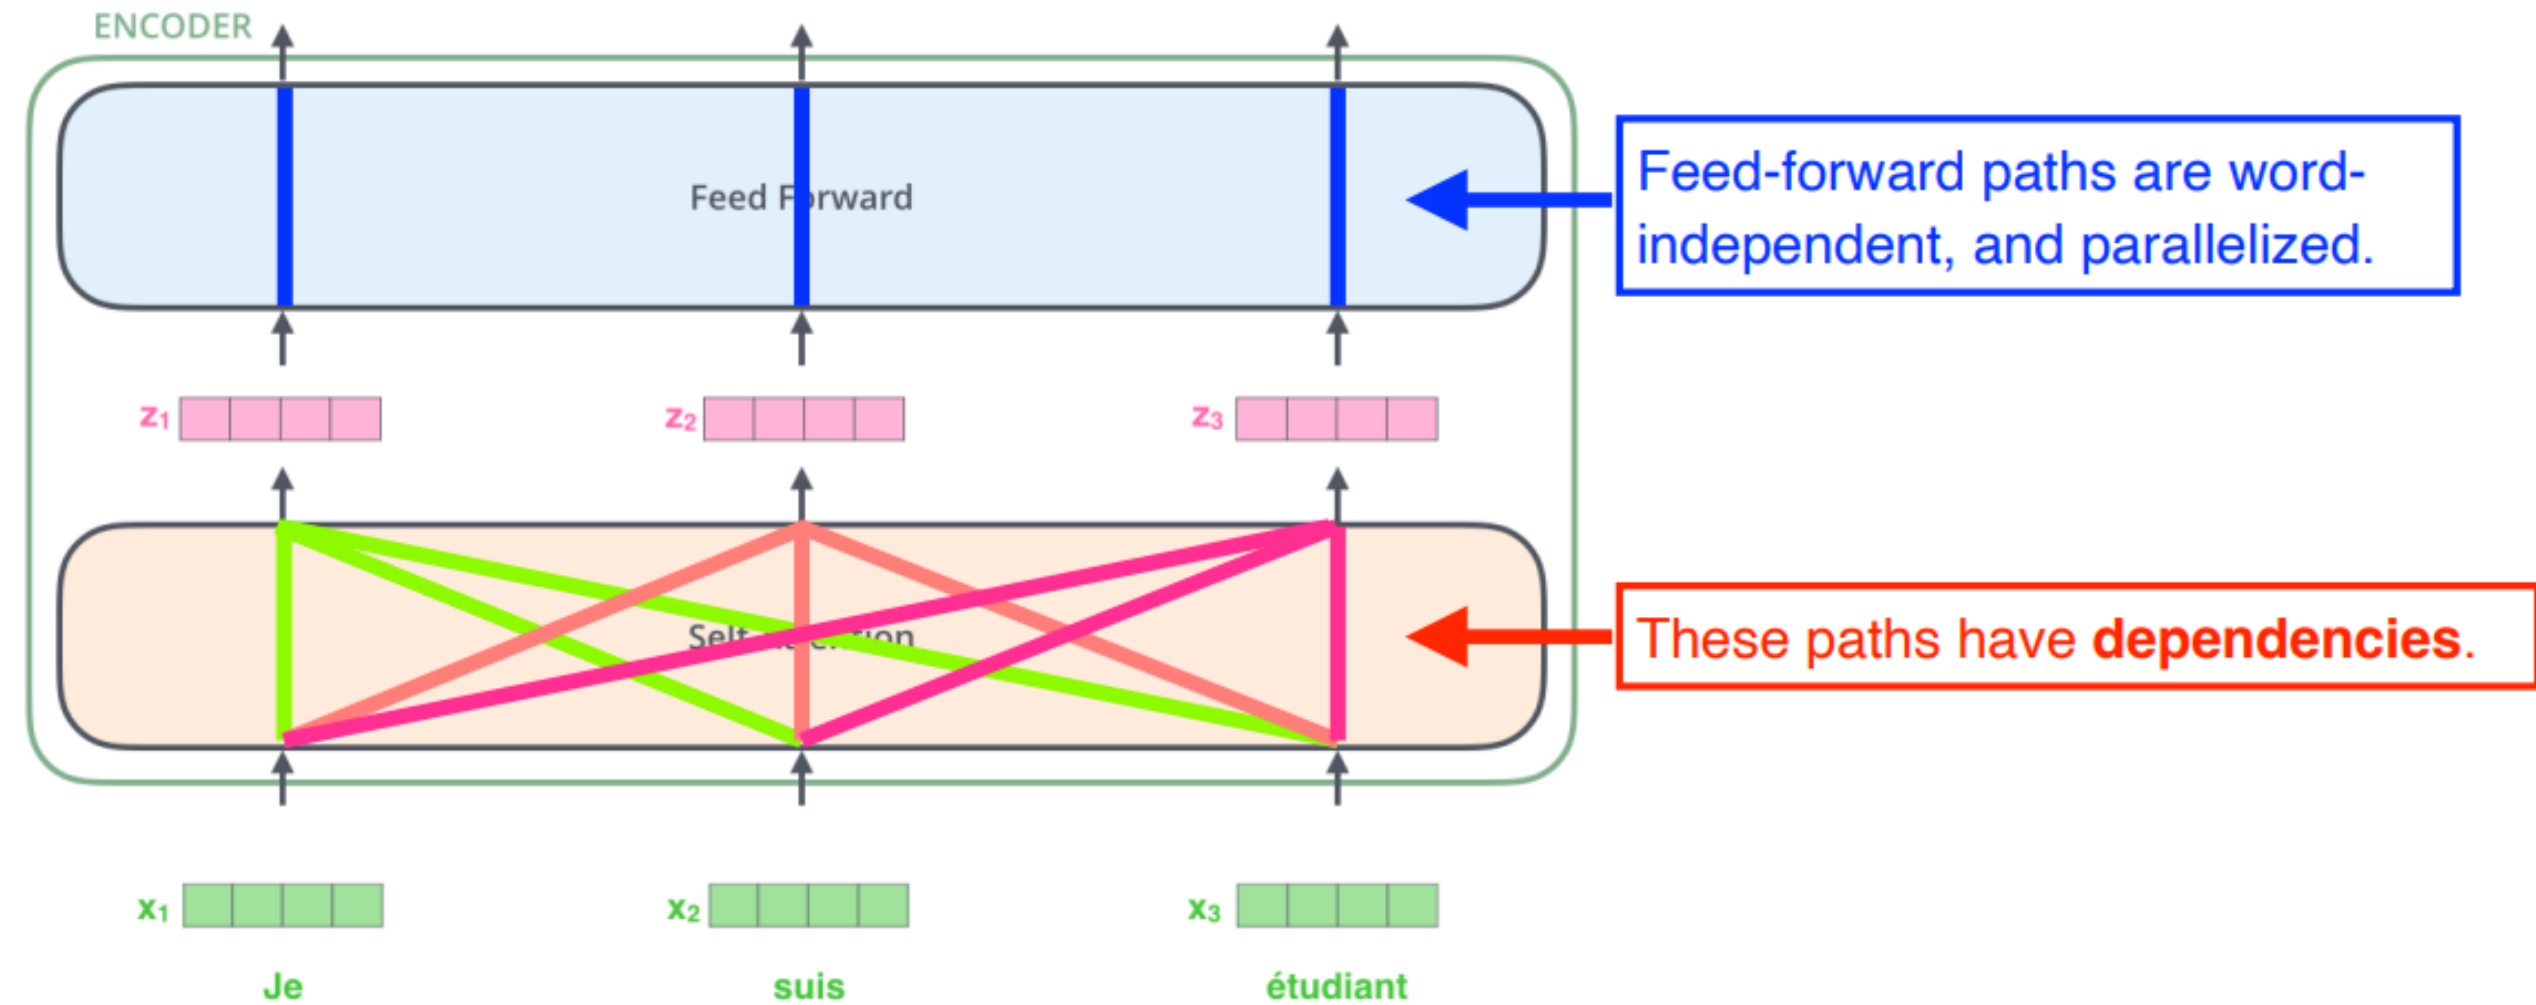 ENCODER
Feed Forward
Feed-forward paths are word-
independent, and parallelized.
z1
z2
z3
These paths have dependencies.
x1
x2
x3
Je
suis
étudiant